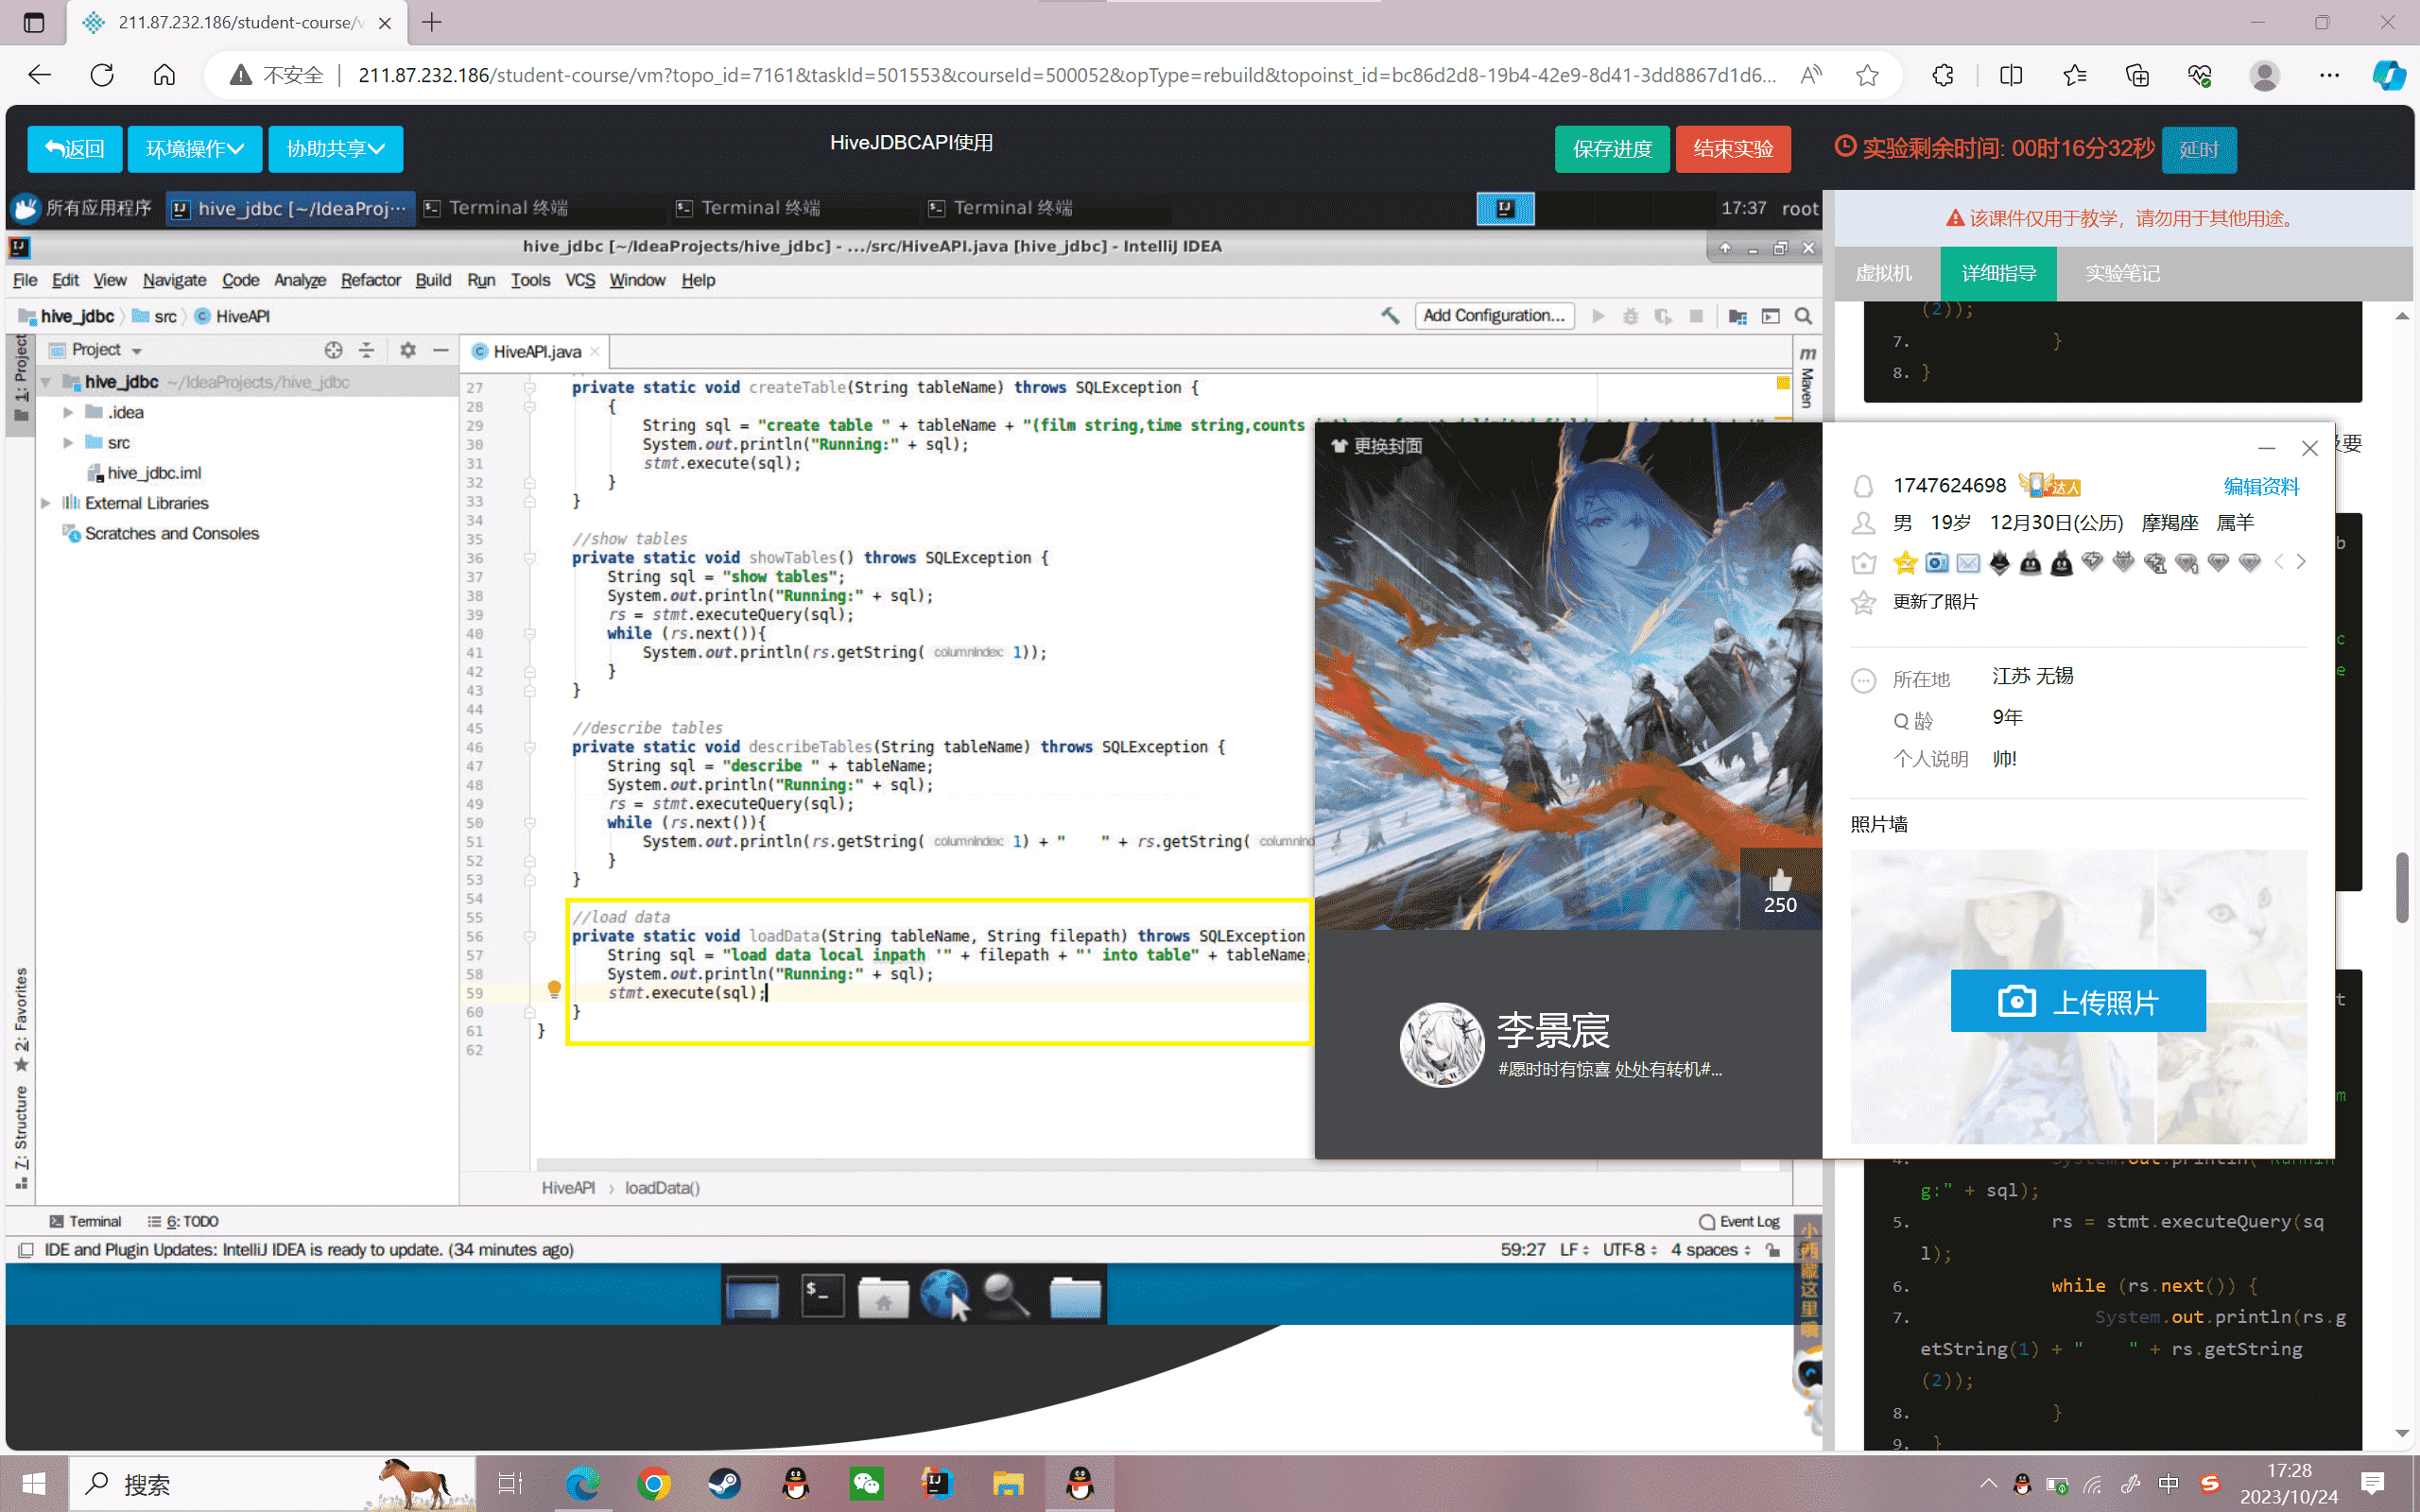 211.87.232.186/student-course/v
不安全
211.87.232.186/student-course/vm?topo_id=7161&taskId=501553&courseId=500052&opType=rebuild&topoinst_id=bc86d2d8-19b4-42e9-8d41-3dd8867d1d6...
返回
环境操作
协助共享
HiveJDBCAPI使用
保存进度
结束实验
实验剩余时间: 00时16分32秒
延时
所有应用程序
hive_jdbc [~/IdeaProj...
Terminal 终端
Terminal 终端
Terminal 终端
17:37 root
hive_jdbc [~/IdeaProjects/hive_jdbc] - .../src/HiveAPI.java [hive_jdbc] - IntelliJ IDEA
File Edit View Navigate Code Analyze Refactor Build Run Tools VCS Window Help
hive_jdbc
src
HiveAPI
Add Configuration...
1: Project
Project
hive_jdbc ~/IdeaProjects/hive_jdbc
.idea
src
hive_jdbc.iml
External Libraries
Scratches and Consoles
2: Favorites
7: Structure
HiveAPI.java
Maven
27 private static void createTable(String tableName) throws SQLException {
28 {
29 String sql = "create table " + tableName + "(film string,time string,counts
30 System.out.println("Running:" + sql);
31 stmt.execute(sql);
32 }
33 }
34
35 //show tables
36 private static void showTables() throws SQLException {
37 String sql = "show tables";
38 System.out.println("Running:" + sql);
39 rs = stmt.executeQuery(sql);
40 while (rs.next()){
41 System.out.println(rs.getString( columnIndex: 1));
42 }
43 }
44
45 //describe tables
46 private static void describeTables(String tableName) throws SQLException {
47 String sql = "describe " + tableName;
48 System.out.println("Running:" + sql);
49 rs = stmt.executeQuery(sql);
50 while (rs.next()){
51 System.out.println(rs.getString( columnIndex: 1) + "    " + rs.getString( columnInd
52 }
53 }
54
55 //load data
56 private static void loadData(String tableName, String filepath) throws SQLException
57 String sql = "load data local inpath '" + filepath + "' into table" + tableName;
58 System.out.println("Running:" + sql);
59 stmt.execute(sql);
60 }
61 }
62
HiveAPI › loadData()
Terminal
6: TODO
Event Log
IDE and Plugin Updates: IntelliJ IDEA is ready to update. (34 minutes ago)
59:27 LF UTF-8 4 spaces
小西藏这里哦
该课件仅用于教学，请勿用于其他用途。
虚拟机
详细指导
实验笔记
(2));
7. }
8. }
及要
b
c
e
更换封面
250
李景宸
#愿时时有惊喜 处处有转机#...
1747624698
达人
编辑资料
男 19岁 12月30日(公历) 摩羯座 属羊
更新了照片
所在地 江苏 无锡
Q 龄 9年
个人说明 帅!
照片墙
上传照片
t
m
4. System.out.println("Runnin
g:" + sql);
5. rs = stmt.executeQuery(sq
l);
6. while (rs.next()) {
7. System.out.println(rs.g
etString(1) + "    " + rs.getString
(2));
8. }
9. }
搜索
中
17:28
2023/10/24